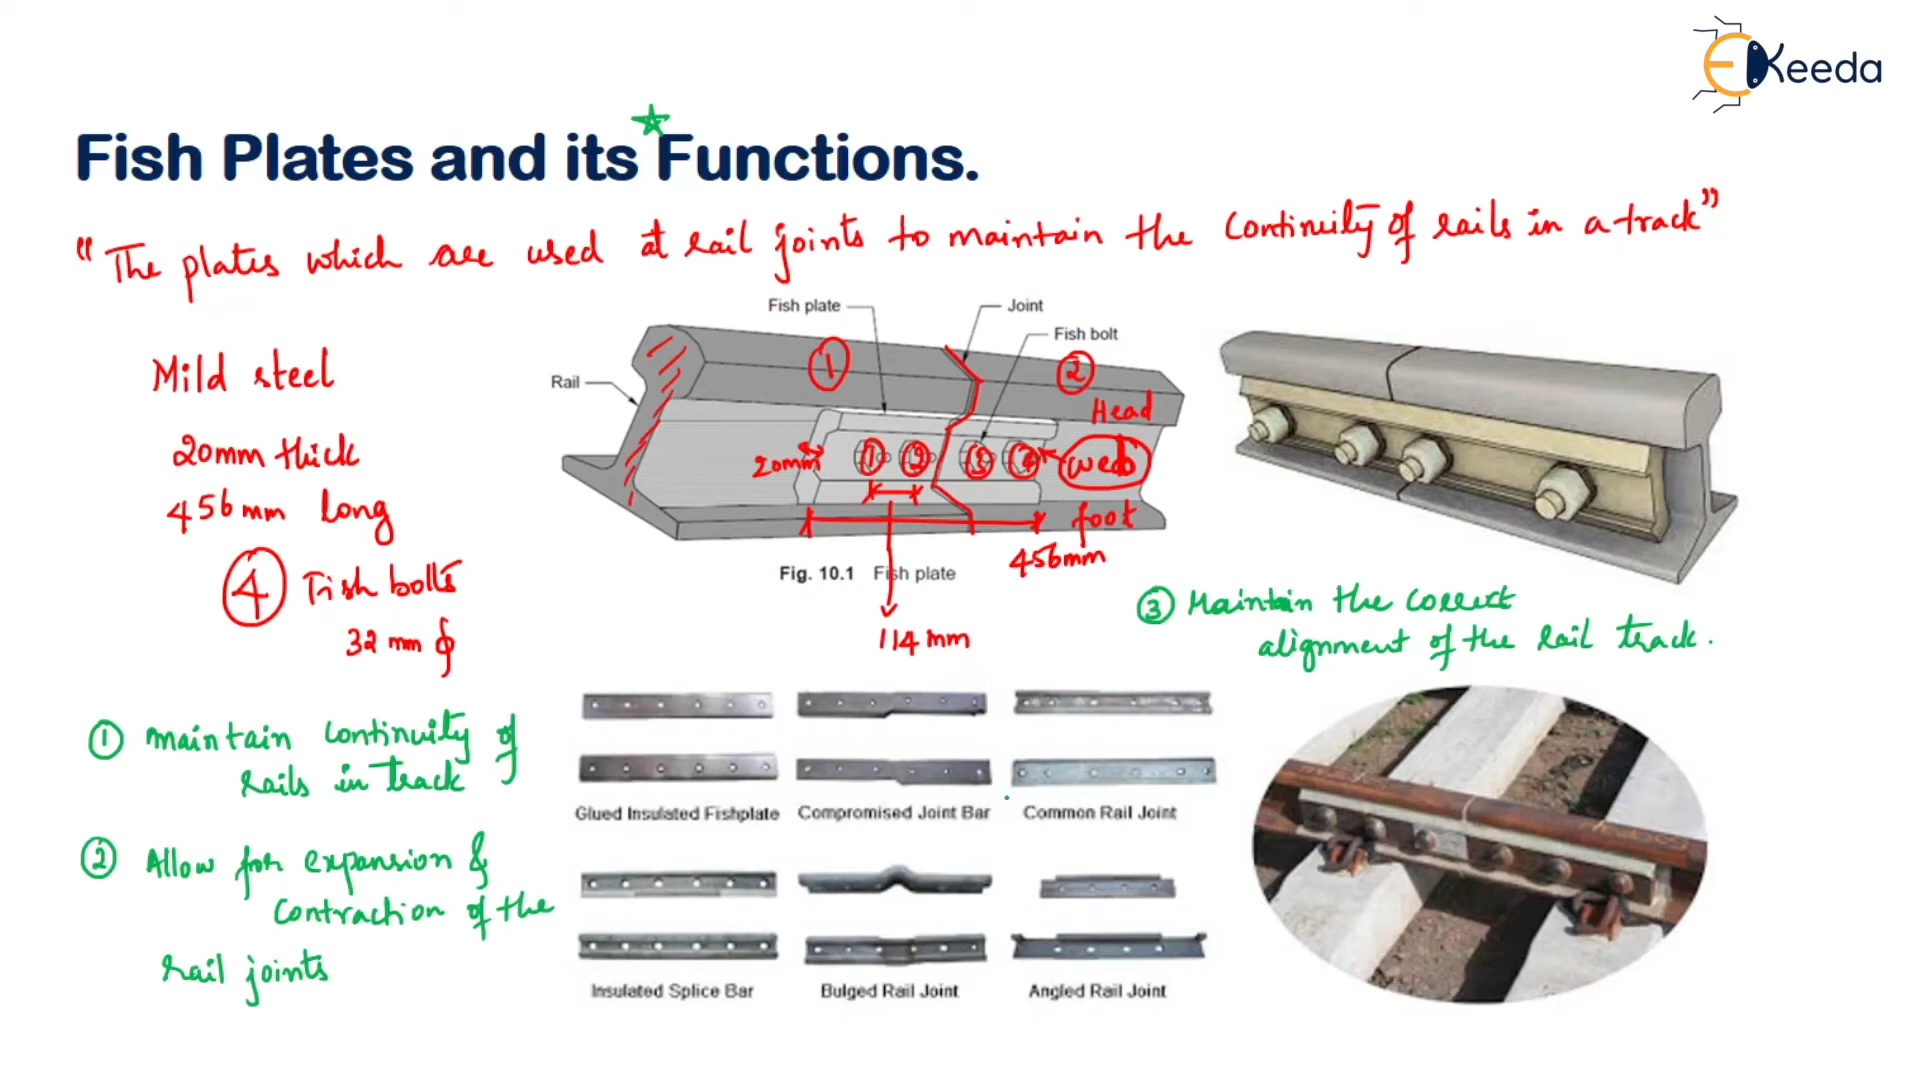 EKeeda
Fish Plates and its Functions.
"The plates which are used at rail joints to maintain the continuity of rails in a track"
Fish plate
Joint
Fish bolt
Rail
1
2
Head
20mm
1 2 3 4
web
foot
456mm
Fig. 10.1 Fish plate
114 mm
Mild steel
20mm thick
456mm long
4 Fish bolts
32 mm ϕ
1 maintain continuity of
rails in track
2 Allow for expansion &
contraction of the
rail joints
3 Maintain the correct
alignment of the rail track.
Glued Insulated Fishplate
Compromised Joint Bar
Common Rail Joint
Insulated Splice Bar
Bulged Rail Joint
Angled Rail Joint